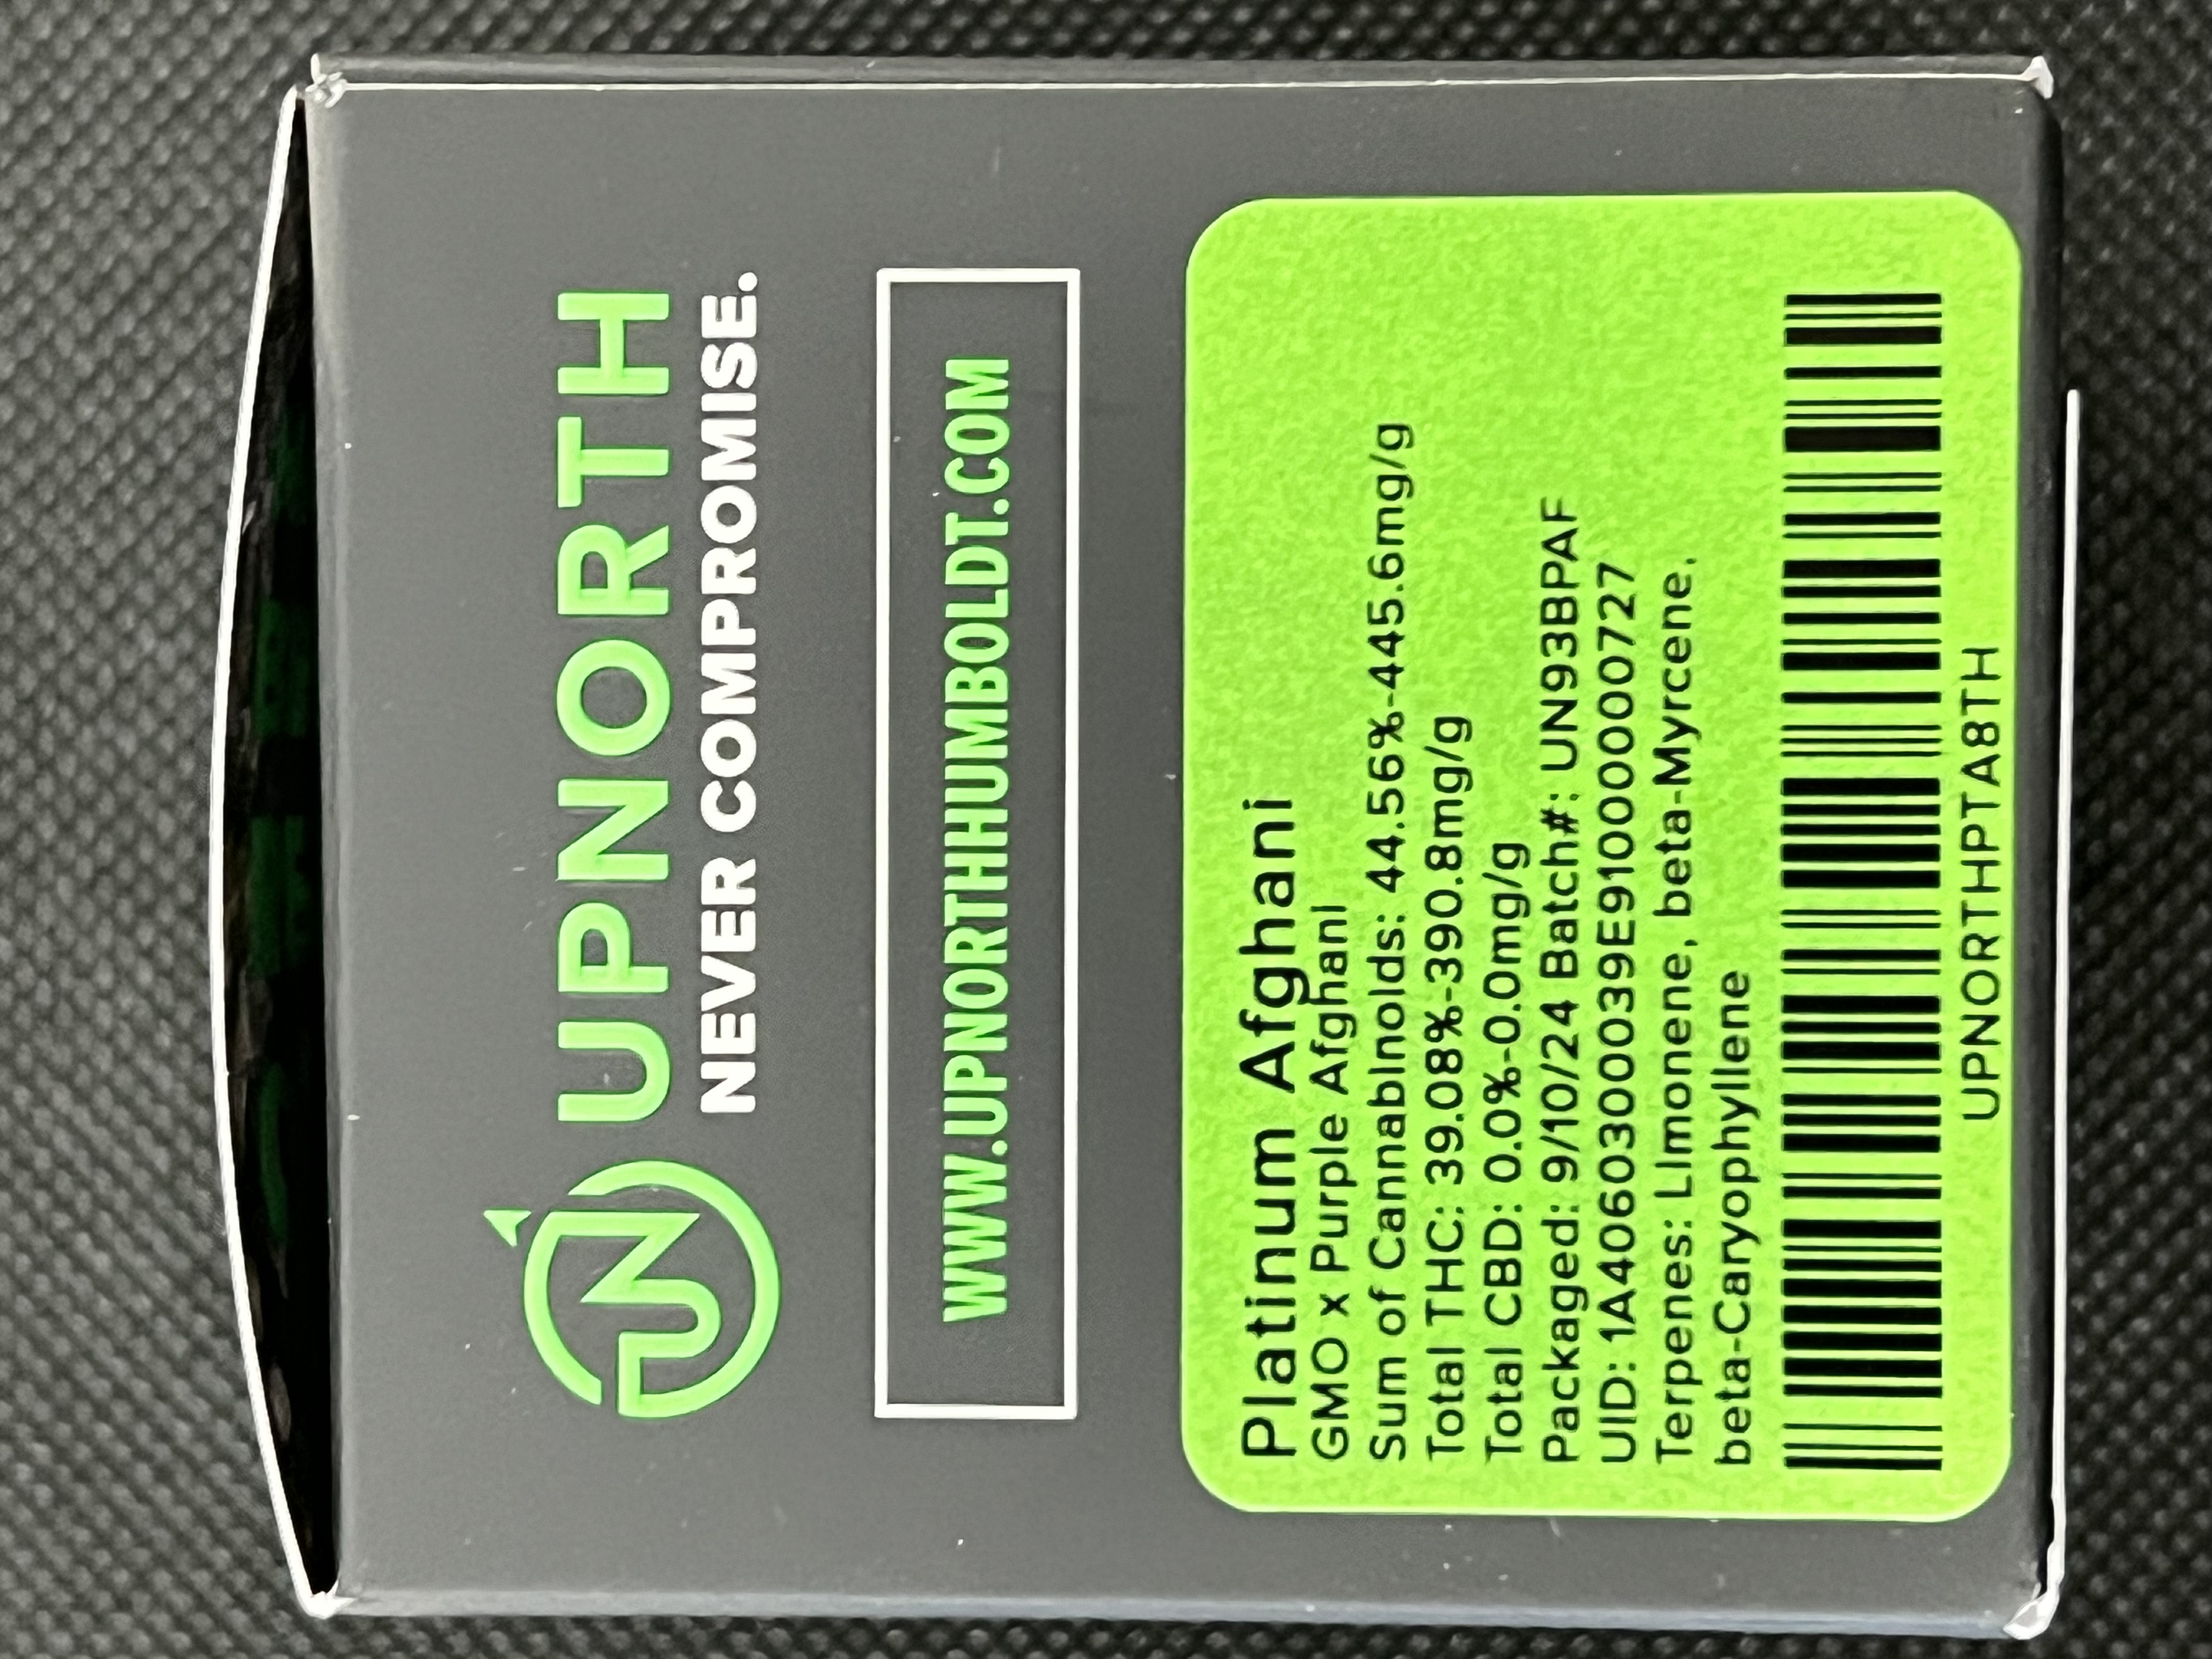 UN
UPNORTH
NEVER COMPROMISE.
WWW.UPNORTHHUMBOLDT.COM
Platinum Afghani
GMO x Purple Afghani
Sum of Cannabinoids: 44.56%-445.6mg/g
Total THC: 39.08%-390.8mg/g
Total CBD: 0.0%-0.0mg/g
Packaged: 9/10/24 Batch#: UN93BPAF
UID: 1A4060300039E91000000727
Terpenes: Limonene, beta-Myrcene,
beta-Caryophyllene
UPNORTHPTA8TH